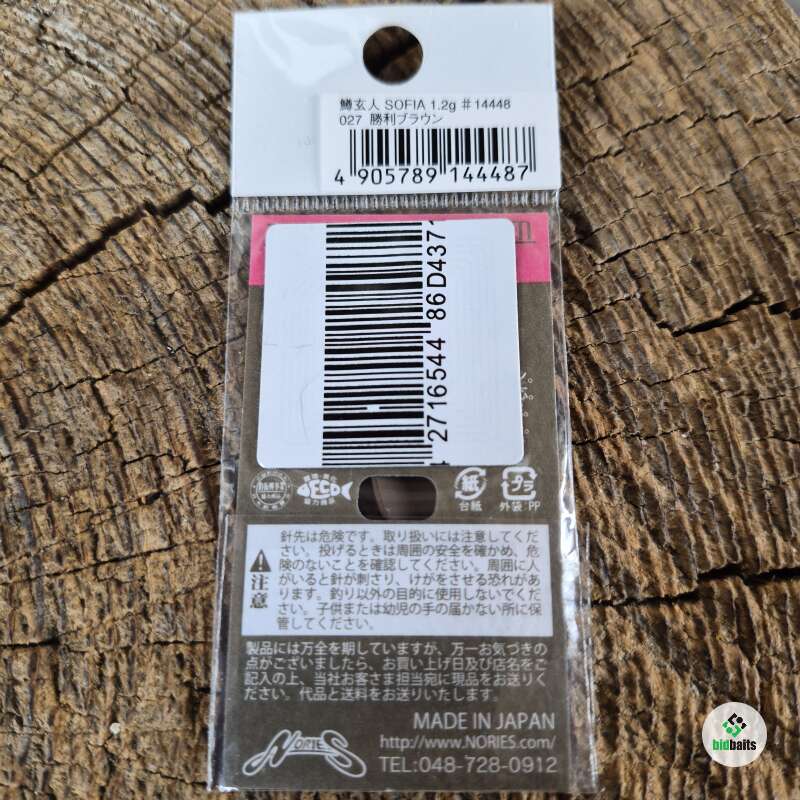 鱒玄人 SOFIA 1.2g #14448
027 勝利ブラウン
4 905789 144487
4 2716544 86D4371
FECO
協力商品
紙
台紙
プラ
外袋:PP
注意
針先は危険です。取り扱いには注意してくだ
さい。投げるときは周囲の安全を確かめ、危
険のないことを確認してください。周囲に人
がいると針が刺さり、けがをさせる恐れがあ
ります。釣り以外の目的に使用しないでくだ
さい。子供または幼児の手の届かない所に保
管してください。
製品には万全を期していますが、万一お気づきの
点がございましたら、お買い上げ日及び店名をご
記入の上、当社お客さま担当宛に現品をお送りく
ださい。代品と送料をお送りいたします。
MADE IN JAPAN
NORIES
http://www.NORIES.com/
TEL:048-728-0912
bidbaits